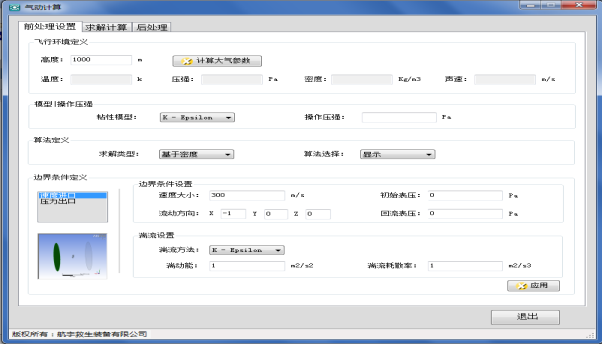 气动计算
前处理设置 求解计算 后处理
飞行环境定义
高度: 1000 m 计算大气参数
温度: k 压强: Pa 密度: Kg/m3 声速: m/s
模型|操作压强
粘性模型: K - Epsilon 操作压强: Pa
算法定义
求解类型: 基于密度 算法选择: 显示
边界条件定义
速度进口
压力出口
边界条件设置
速度大小: 300 m/s 初始表压: 0 Pa
流动方向: X -1 Y 0 Z 0 回流表压: 0 Pa
湍流设置
湍流方法: K - Epsilon
湍动能: 1 m2/s2 湍流耗散率: 1 m2/s3
应用
退出
版权所有：航宇救生装备有限公司